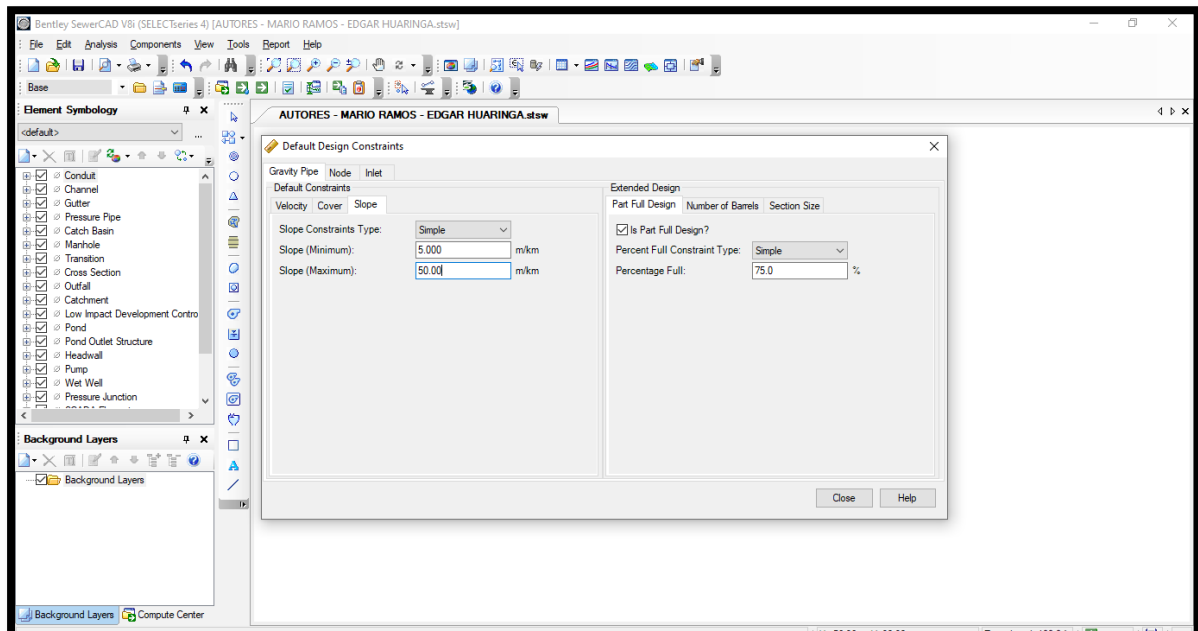 Bentley SewerCAD V8i (SELECTseries 4) [AUTORES - MARIO RAMOS - EDGAR HUARINGA.stsw]
File Edit Analysis Components View Tools Report Help
Base
Element Symbology
AUTORES - MARIO RAMOS - EDGAR HUARINGA.stsw
<default>
...
Conduit
Channel
Gutter
Pressure Pipe
Catch Basin
Manhole
Transition
Cross Section
Outfall
Catchment
Low Impact Development Contro
Pond
Pond Outlet Structure
Headwall
Pump
Wet Well
Pressure Junction
Default Design Constraints
Gravity Pipe Node Inlet
Default Constraints
Velocity Cover Slope
Slope Constraints Type: Simple
Slope (Minimum): 5.000 m/km
Slope (Maximum): 50.00 m/km
Extended Design
Part Full Design Number of Barrels Section Size
Is Part Full Design?
Percent Full Constraint Type: Simple
Percentage Full: 75.0 %
Close Help
Background Layers
Background Layers
Background Layers Compute Center